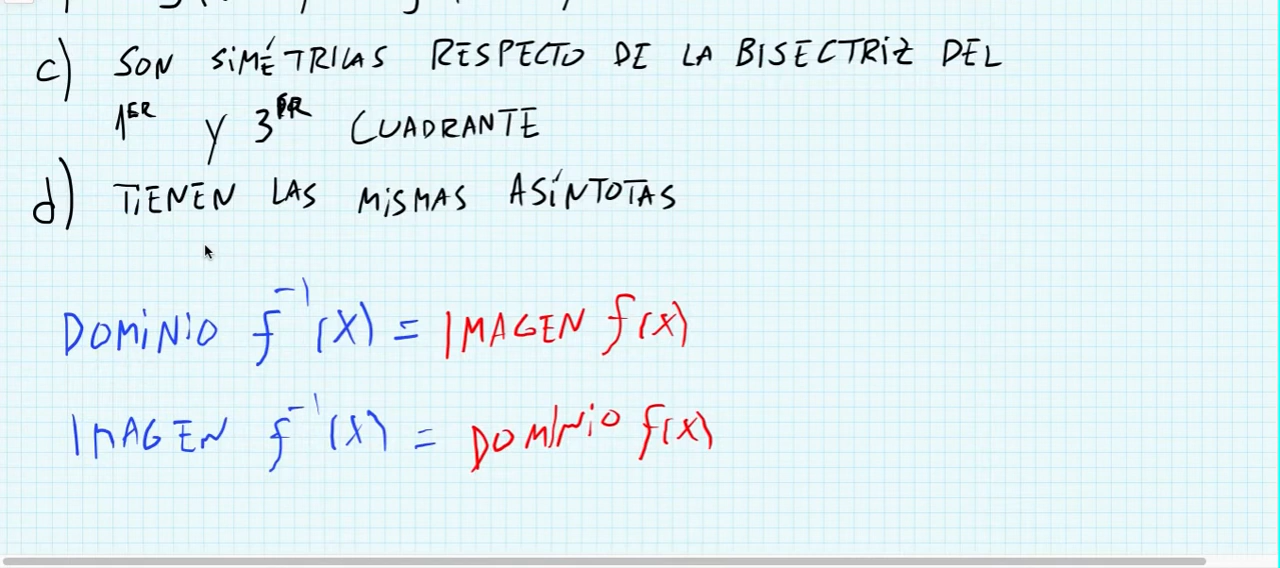 c) SON SIMÉTRICAS RESPECTO DE LA BISECTRIZ DEL
1ER Y 3ER CUADRANTE
d) TIENEN LAS MISMAS ASÍNTOTAS
DOMINIO f⁻¹(X) = IMAGEN f(X)
IMAGEN f⁻¹(X) = DOMINIO f(X)